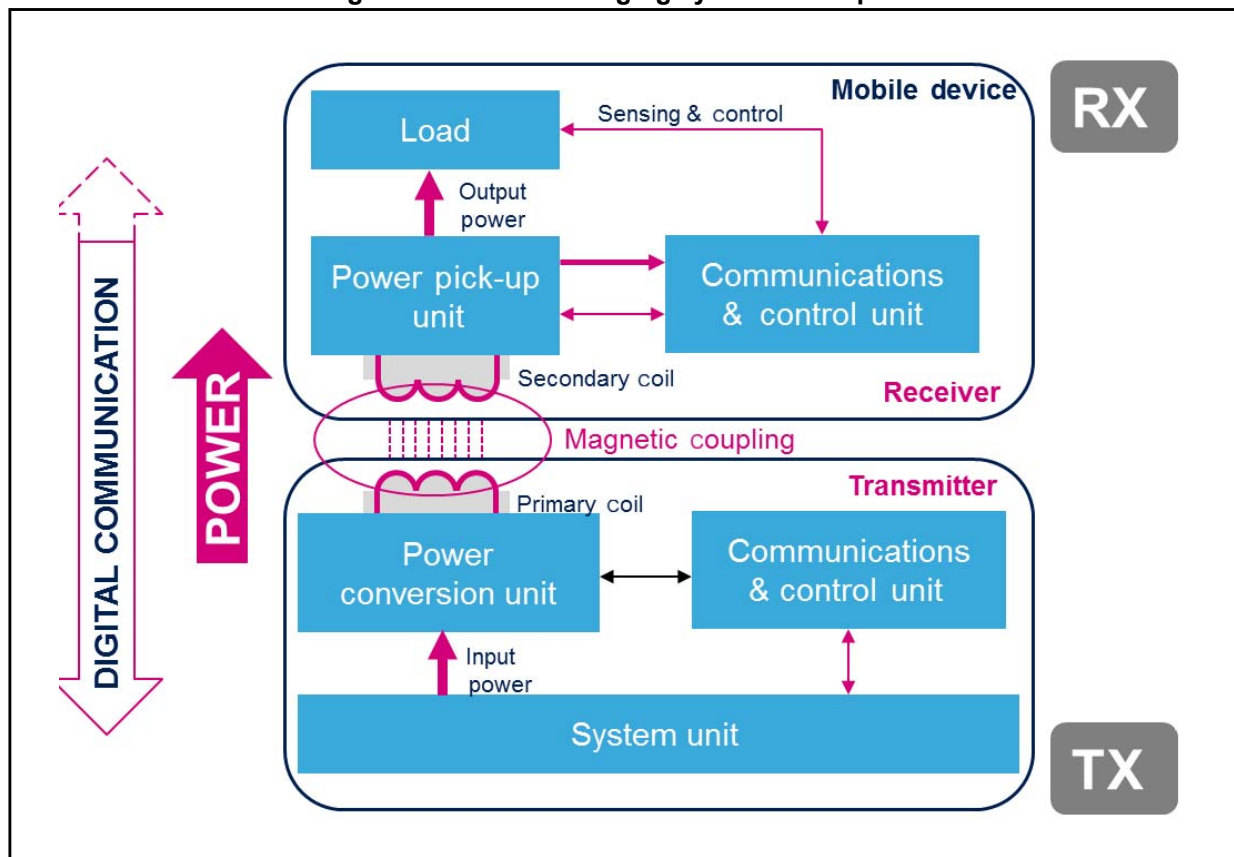 Mobile device
RX
Load
Sensing & control
Output
power
Power pick-up
unit
Communications
& control unit
Secondary coil
Receiver
DIGITAL COMMUNICATION
POWER
Magnetic coupling
Transmitter
Primary coil
Power
conversion unit
Communications
& control unit
Input
power
System unit
TX